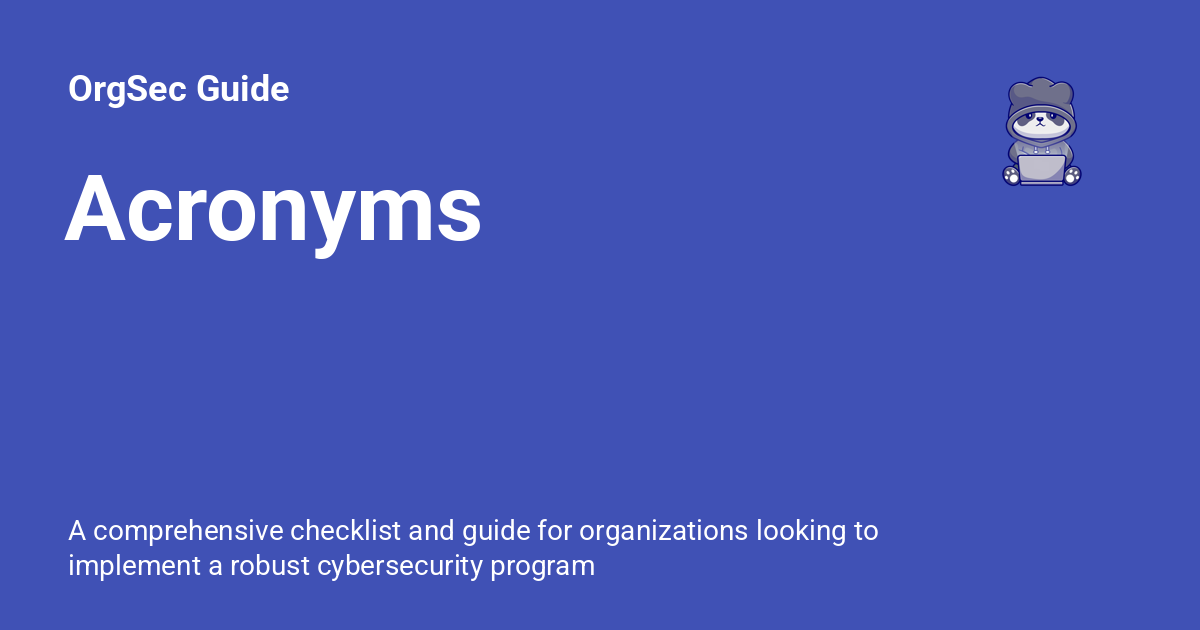 OrgSec Guide
Acronyms
A comprehensive checklist and guide for organizations looking to
implement a robust cybersecurity program